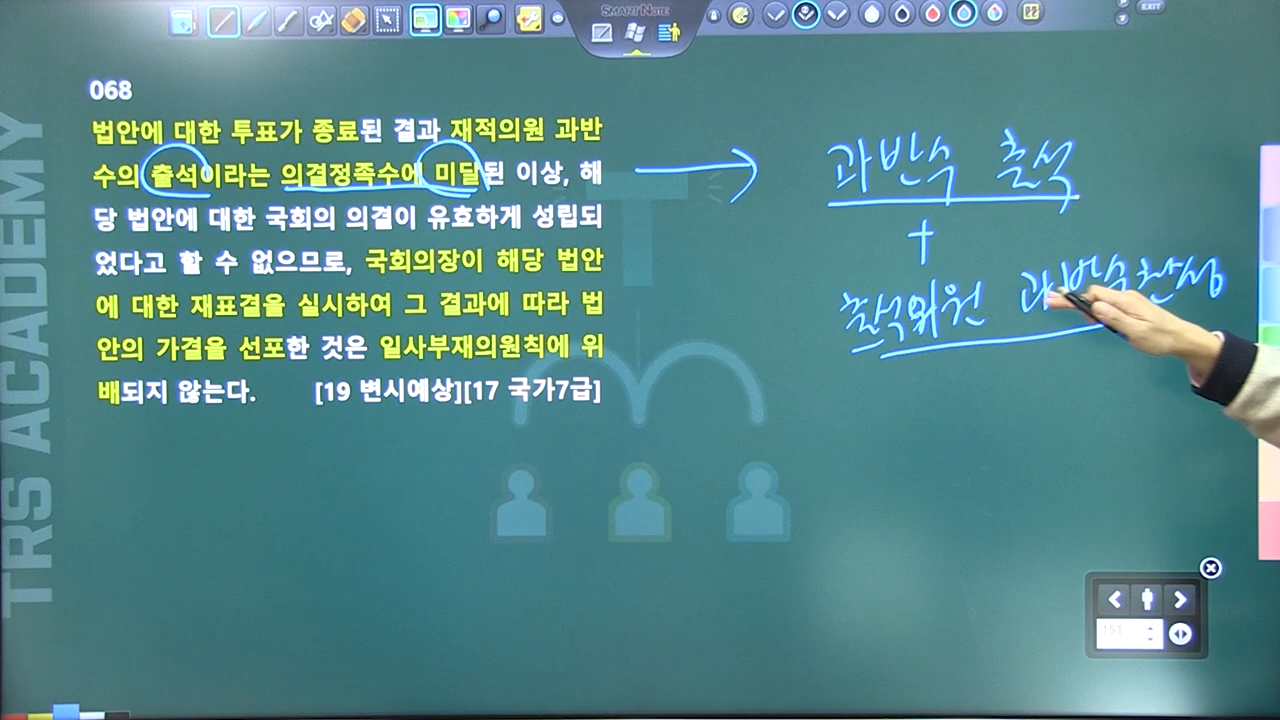 SMART NOTE
EXIT
068
법안에 대한 투표가 종료된 결과 재적의원 과반
수의 출석이라는 의결정족수에 미달된 이상, 해
당 법안에 대한 국회의 의결이 유효하게 성립되
었다고 할 수 없으므로, 국회의장이 해당 법안
에 대한 재표결을 실시하여 그 결과에 따라 법
안의 가결을 선포한 것은 일사부재의원칙에 위
배되지 않는다. [19 변시예상][17 국가7급]
과반수 출석
+
출석의원 과반수찬성
TRS ACADEMY
151